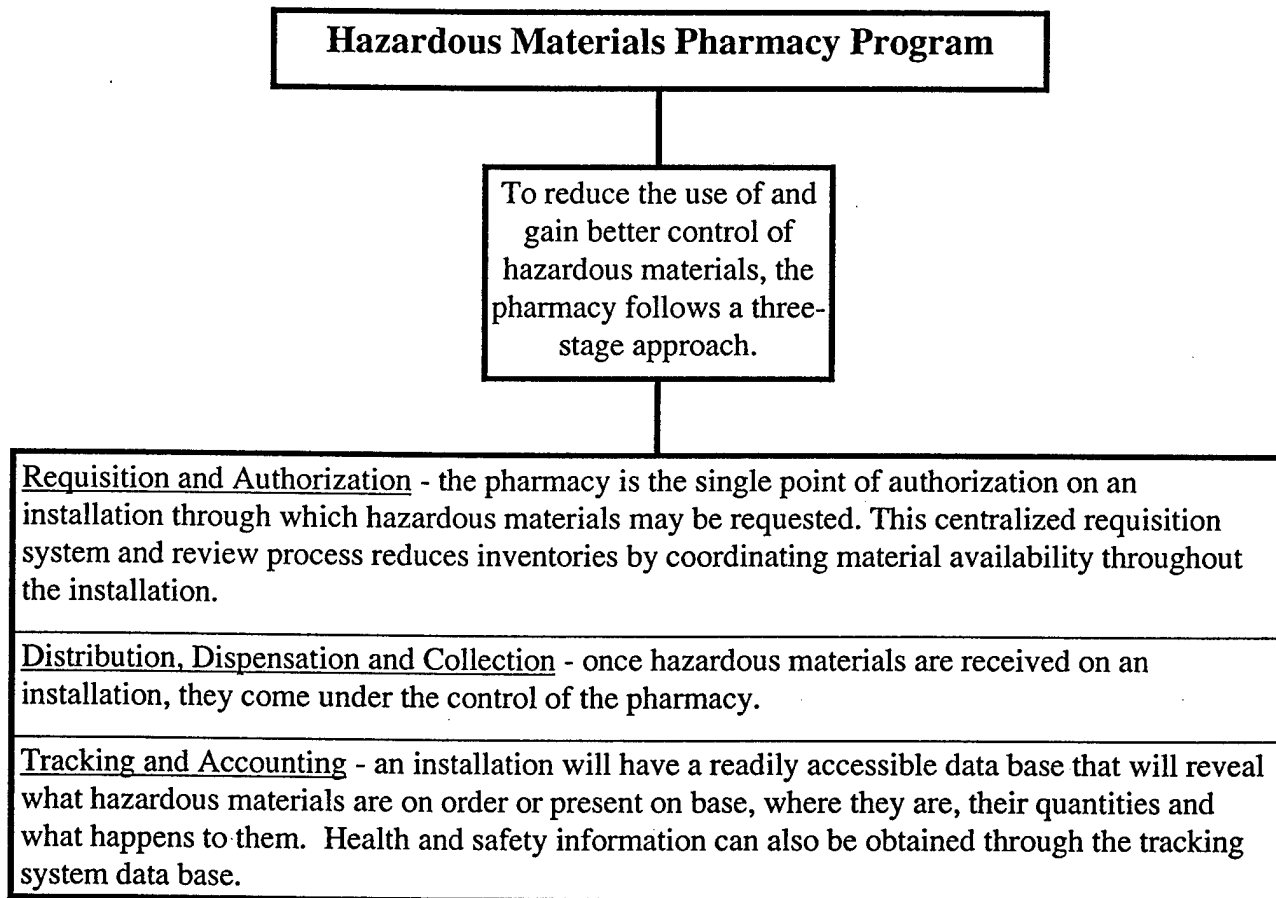 Hazardous Materials Pharmacy Program
To reduce the use of and
gain better control of
hazardous materials, the
pharmacy follows a three-
stage approach.
Requisition and Authorization - the pharmacy is the single point of authorization on an
installation through which hazardous materials may be requested. This centralized requisition
system and review process reduces inventories by coordinating material availability throughout
the installation.
Distribution, Dispensation and Collection - once hazardous materials are received on an
installation, they come under the control of the pharmacy.
Tracking and Accounting - an installation will have a readily accessible data base that will reveal
what hazardous materials are on order or present on base, where they are, their quantities and
what happens to them. Health and safety information can also be obtained through the tracking
system data base.